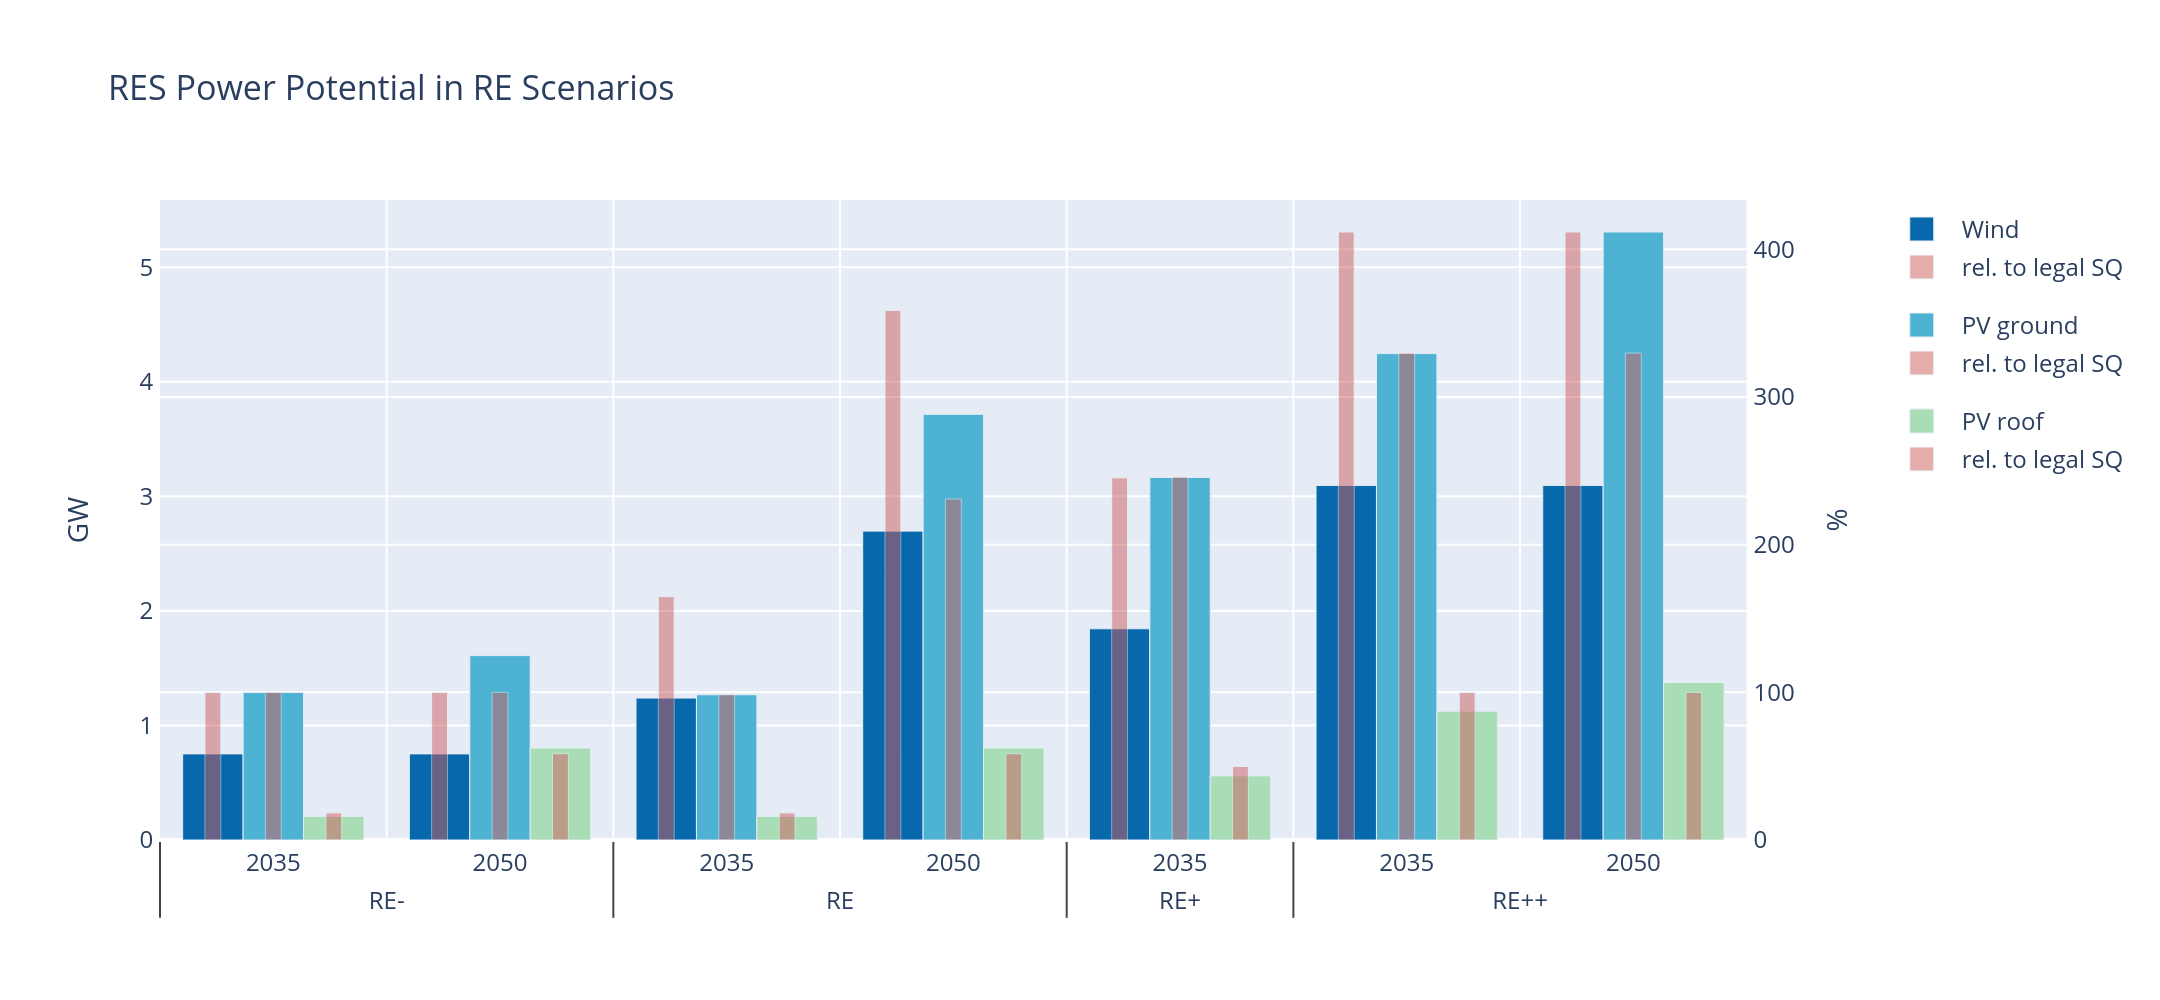 RES Power Potential in RE Scenarios
GW
5
4
3
2
1
0
400
300
200
100
0
%
2035
2050
2035
2050
2035
2035
2050
RE-
RE
RE+
RE++
Wind
rel. to legal SQ
PV ground
rel. to legal SQ
PV roof
rel. to legal SQ